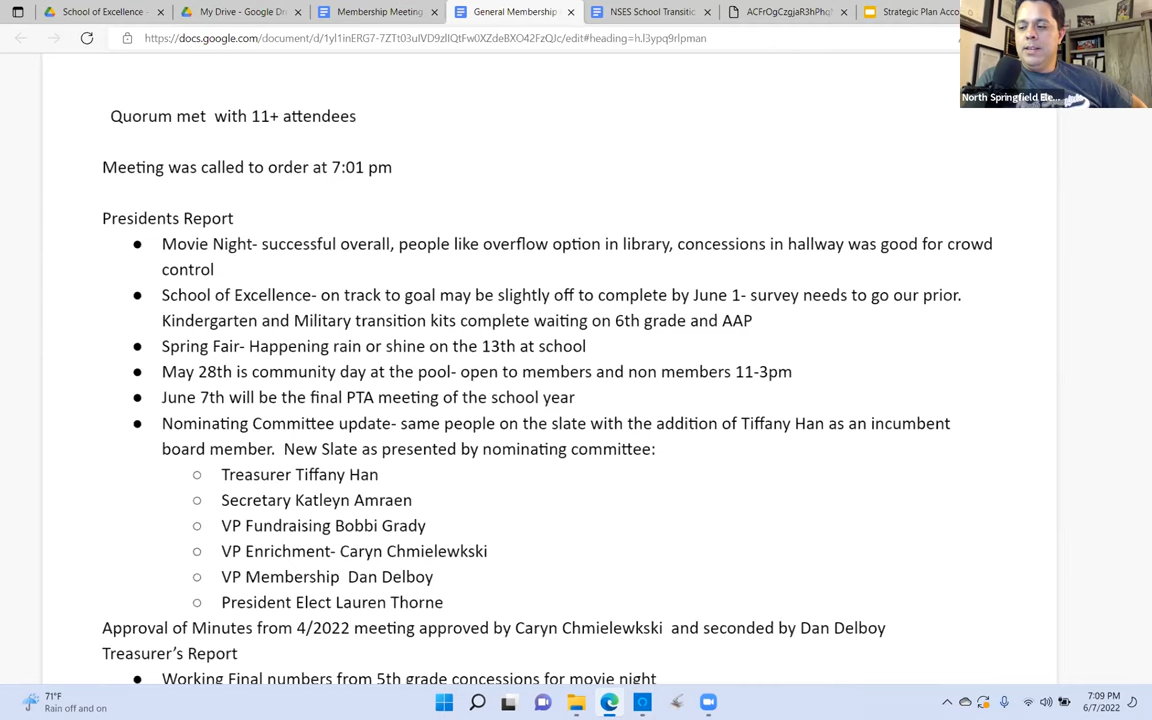 School of Excellence -
My Drive - Google Dr
Membership Meeting
General Membership
NSES School Transitic
ACFrOgCzgjaR3hPhq
Strategic Plan Acco
https://docs.google.com/document/d/1yl1inERG7-7ZTt03uIVD9zlIQtFw0XZdeBXO42FzQJc/edit#heading=h.l3ypq9rlpman
North Springfield Ele...
Quorum met with 11+ attendees
Meeting was called to order at 7:01 pm
Presidents Report
● Movie Night- successful overall, people like overflow option in library, concessions in hallway was good for crowd
control
● School of Excellence- on track to goal may be slightly off to complete by June 1- survey needs to go our prior.
Kindergarten and Military transition kits complete waiting on 6th grade and AAP
● Spring Fair- Happening rain or shine on the 13th at school
● May 28th is community day at the pool- open to members and non members 11-3pm
● June 7th will be the final PTA meeting of the school year
● Nominating Committee update- same people on the slate with the addition of Tiffany Han as an incumbent
board member. New Slate as presented by nominating committee:
○ Treasurer Tiffany Han
○ Secretary Katleyn Amraen
○ VP Fundraising Bobbi Grady
○ VP Enrichment- Caryn Chmielewkski
○ VP Membership Dan Delboy
○ President Elect Lauren Thorne
Approval of Minutes from 4/2022 meeting approved by Caryn Chmielewkski and seconded by Dan Delboy
Treasurer's Report
● Working Final numbers from 5th grade concessions for movie night
71°F
Rain off and on
7:09 PM
6/7/2022